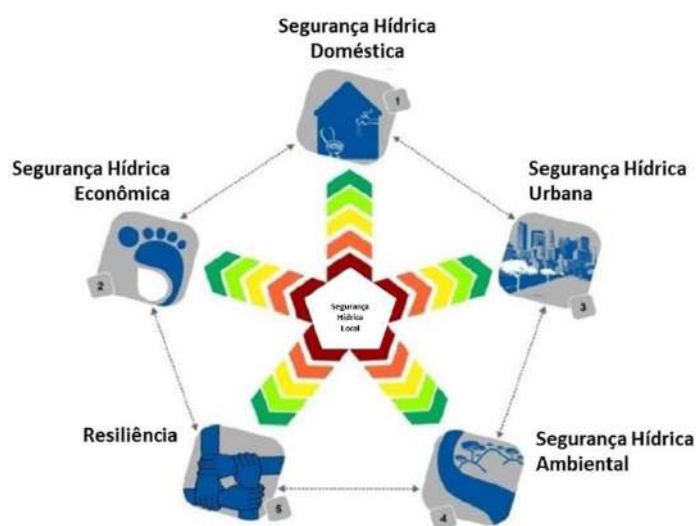 Segurança Hídrica
Doméstica
1
Segurança Hídrica
Econômica
2
Segurança Hídrica
Urbana
3
Segurança
Hídrica
Local
Resiliência
5
Segurança Hídrica
Ambiental
4